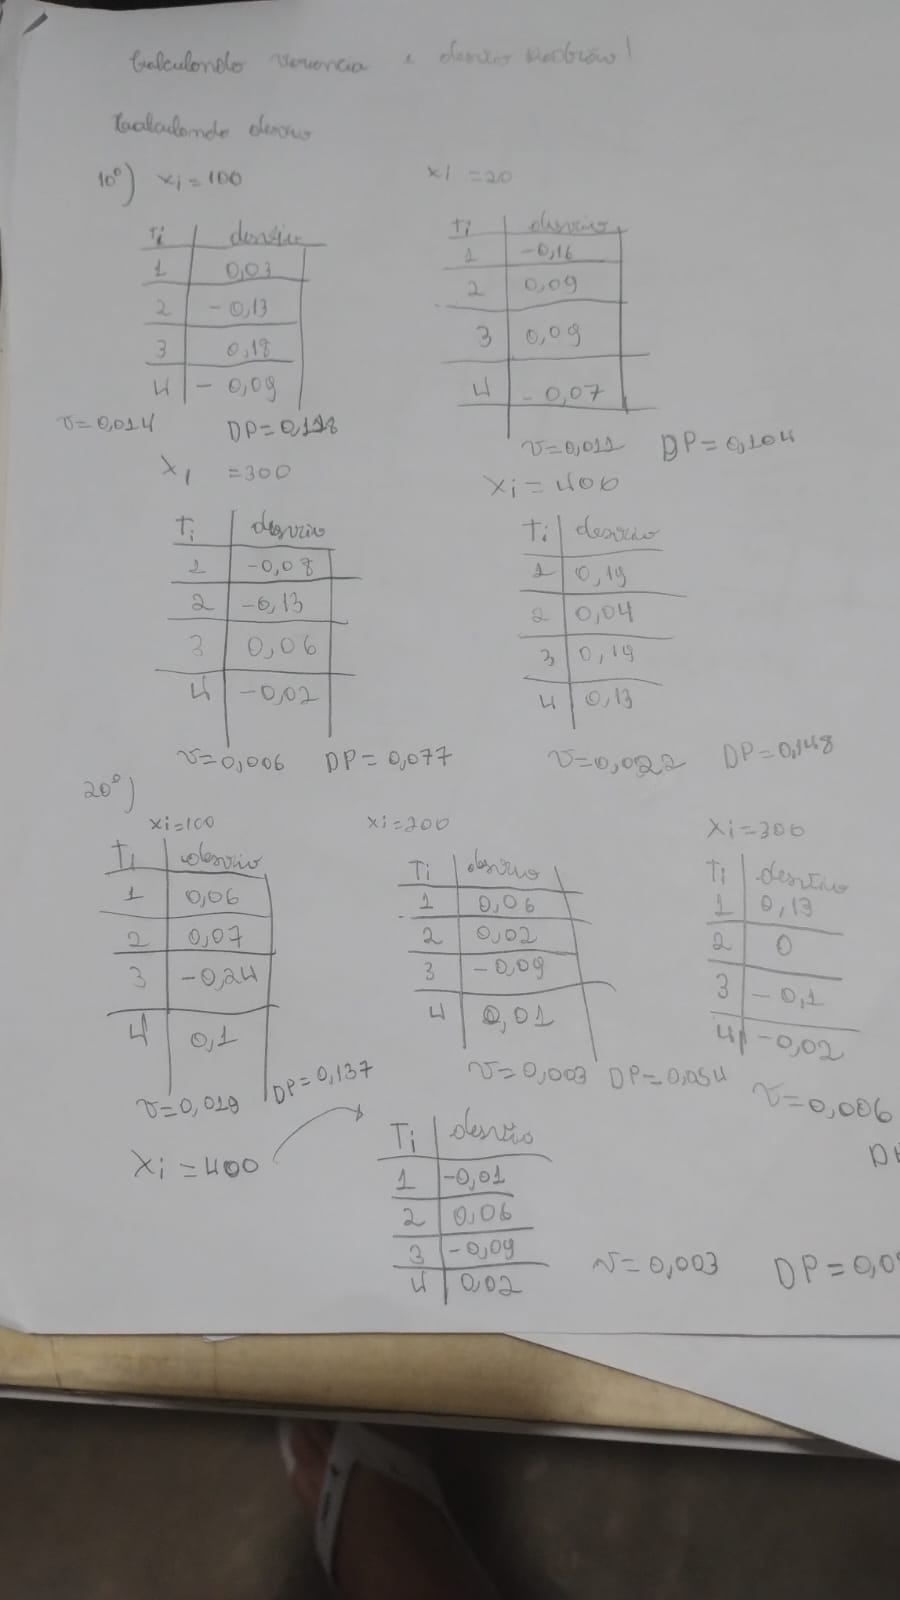 Calculando variancia e desvio padrão!
Calculando desvio
10°) xi=100
Ti desvio
1 0,03
2 -0,13
3 0,18
4 -0,09
v=0,014 DP=0,118
xi =20
Ti desvio
1 -0,16
2 0,09
3 0,09
4 -0,07
v=0,011 DP=0,104
xi =300
Ti desvio
1 -0,08
2 -0,13
3 0,06
4 -0,02
v=0,006 DP=0,077
xi=400
Ti desvio
1 0,19
2 0,04
3 0,19
4 0,13
v=0,022 DP=0,148
20°)
xi=100
Ti desvio
1 0,06
2 0,07
3 -0,24
4 0,1
v=0,019 DP=0,137
xi=200
Ti desvio
1 0,06
2 0,02
3 -0,09
4 0,01
v=0,003 DP=0,054
xi=300
Ti desvio
1 0,13
2 0
3 -0,1
4 -0,02
v=0,006
xi=400
Ti desvio
1 -0,01
2 0,06
3 -0,09
4 0,02
v=0,003 DP=0,0